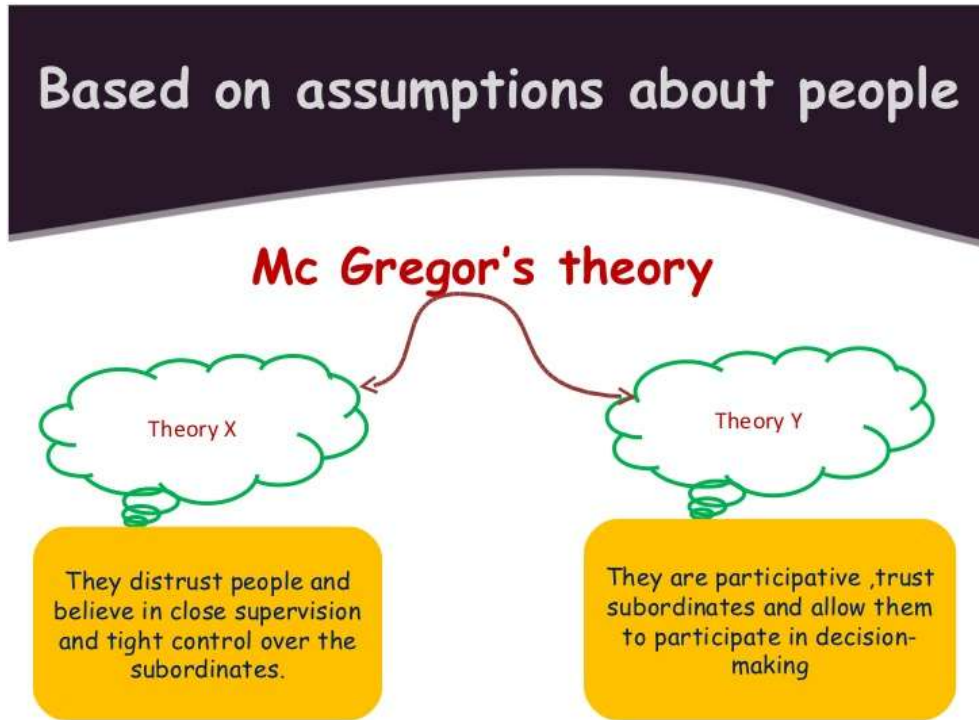 Based on assumptions about people
Mc Gregor's theory
Theory X
Theory Y
They distrust people and
believe in close supervision
and tight control over the
subordinates.
They are participative ,trust
subordinates and allow them
to participate in decision-
making